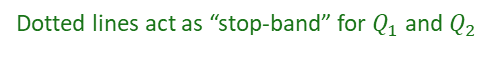 Dotted lines act as “stop-band” for Q₁ and Q₂